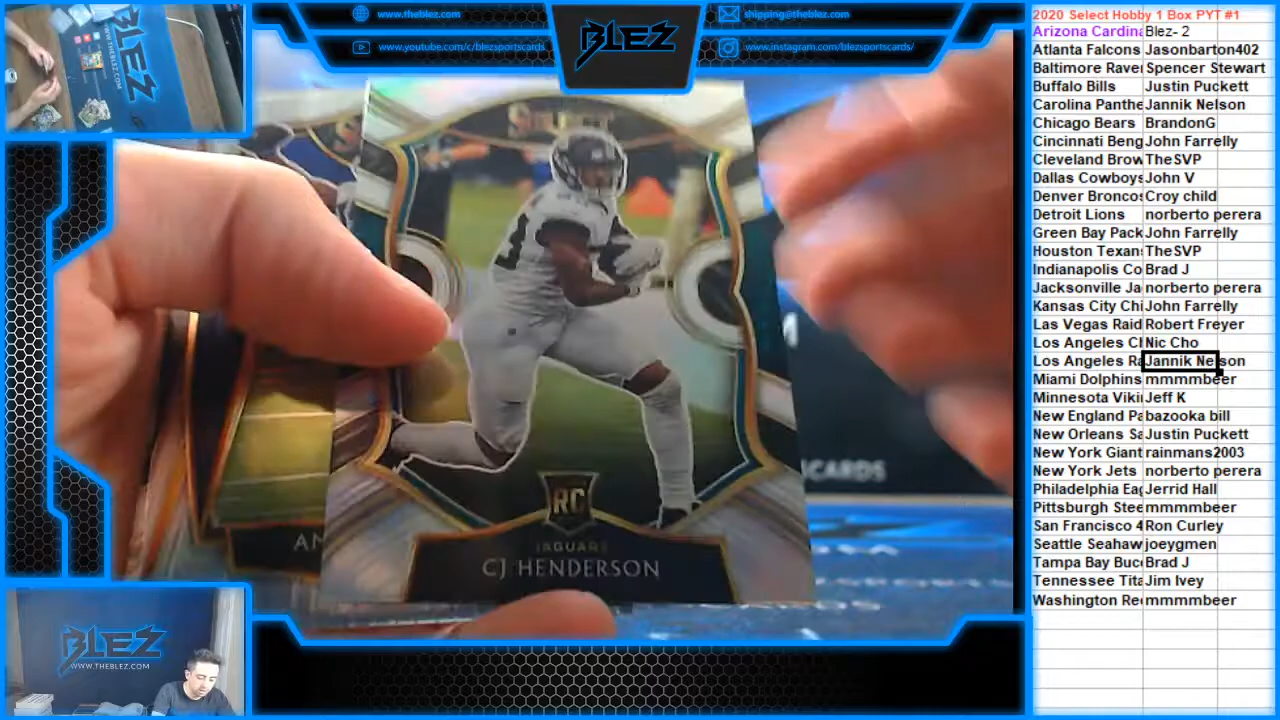 www.theblez.com
shipping@theblez.com
www.youtube.com/c/blezsportscards
www.instagram.com/blezsportscards/
BLEZ
SELECT
RC
JAGUARS
CJ HENDERSON
AN
CARDS
BLEZ
WWW.THEBLEZ.COM
BLEZ
2020 Select Hobby 1 Box PYT #1
Arizona Cardina Blez- 2
Atlanta Falcons Jasonbarton402
Baltimore Raver Spencer Stewart
Buffalo Bills Justin Puckett
Carolina Panthe Jannik Nelson
Chicago Bears BrandonG
Cincinnati Beng John Farrelly
Cleveland Brow TheSVP
Dallas Cowboys John V
Denver Broncos Croy child
Detroit Lions norberto perera
Green Bay Pack John Farrelly
Houston Texans TheSVP
Indianapolis Co Brad J
Jacksonville Ja norberto perera
Kansas City Chi John Farrelly
Las Vegas Raid Robert Freyer
Los Angeles Cl Nic Cho
Los Angeles Ra Jannik Nelson
Miami Dolphins mmmmbeer
Minnesota Viki Jeff K
New England Pa bazooka bill
New Orleans Sa Justin Puckett
New York Giant rainmans2003
New York Jets norberto perera
Philadelphia Eag Jerrid Hall
Pittsburgh Stee mmmmbeer
San Francisco 4 Ron Curley
Seattle Seahaw joeygmen
Tampa Bay Bucc Brad J
Tennessee Tita Jim Ivey
Washington Re mmmmbeer